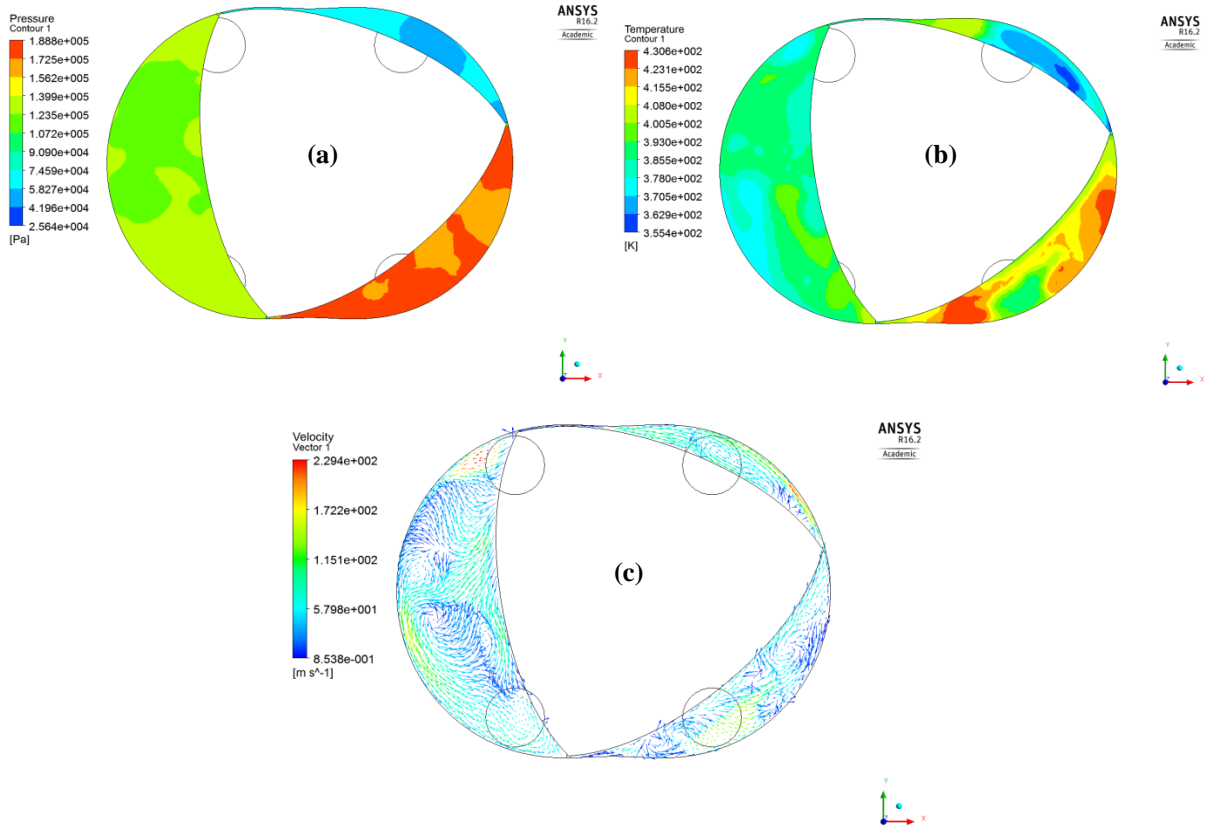 Pressure
Contour 1
1.888e+005
1.725e+005
1.562e+005
1.399e+005
1.235e+005
1.072e+005
9.090e+004
7.459e+004
5.827e+004
4.196e+004
2.564e+004
[Pa]
(a)
ANSYS
R16.2
Academic
Y
X
Z
Temperature
Contour 1
4.306e+002
4.231e+002
4.155e+002
4.080e+002
4.005e+002
3.930e+002
3.855e+002
3.780e+002
3.705e+002
3.629e+002
3.554e+002
[K]
(b)
ANSYS
R16.2
Academic
Y
X
Z
Velocity
Vector 1
2.294e+002
1.722e+002
1.151e+002
5.798e+001
8.538e-001
[m s^-1]
(c)
ANSYS
R16.2
Academic
Y
X
Z